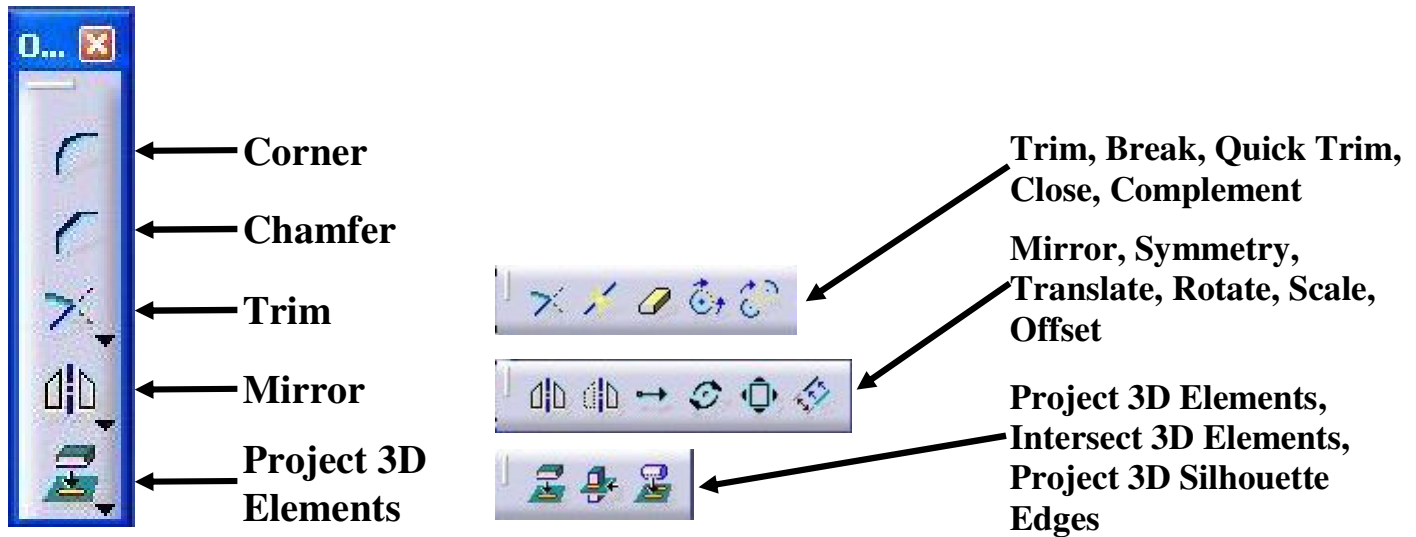 O...
Corner
Chamfer
Trim
Mirror
Project 3D
Elements
Trim, Break, Quick Trim,
Close, Complement
Mirror, Symmetry,
Translate, Rotate, Scale,
Offset
Project 3D Elements,
Intersect 3D Elements,
Project 3D Silhouette
Edges